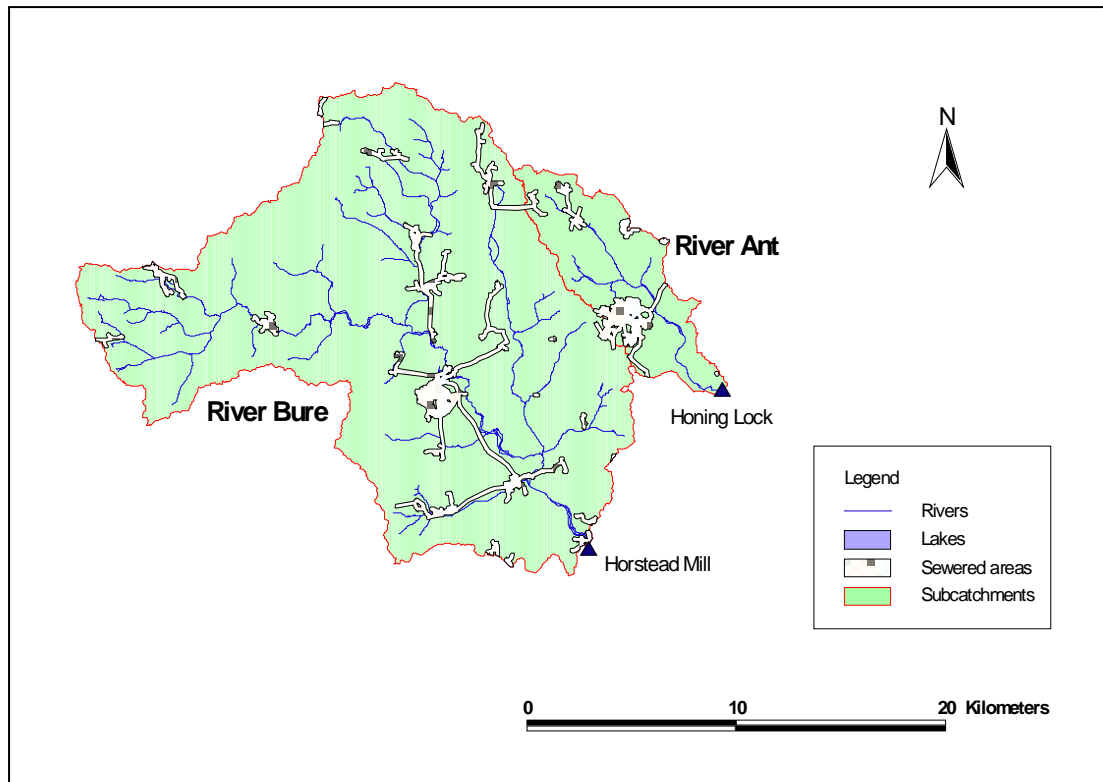 N
River Ant
River Bure
Honing Lock
Horstead Mill
Legend
Rivers
Lakes
Sewered areas
Subcatchments
0 10 20 Kilometers